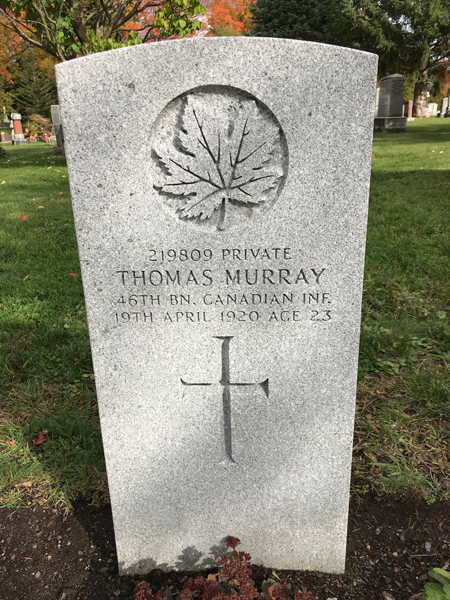 219809 PRIVATE
THOMAS MURRAY
46TH BN. CANADIAN INF.
19TH APRIL 1920 AGE 23